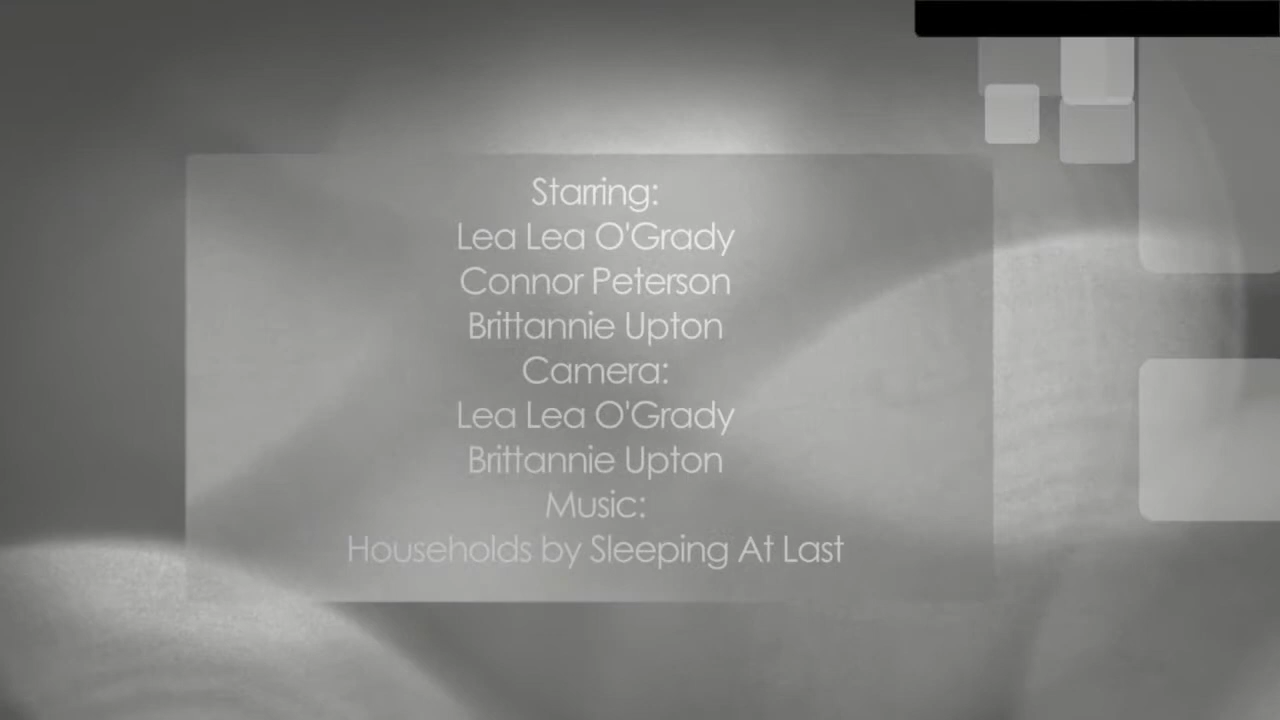 Starring:
Lea Lea O'Grady
Connor Peterson
Brittannie Upton
Camera:
Lea Lea O'Grady
Brittannie Upton
Music:
Households by Sleeping At Last